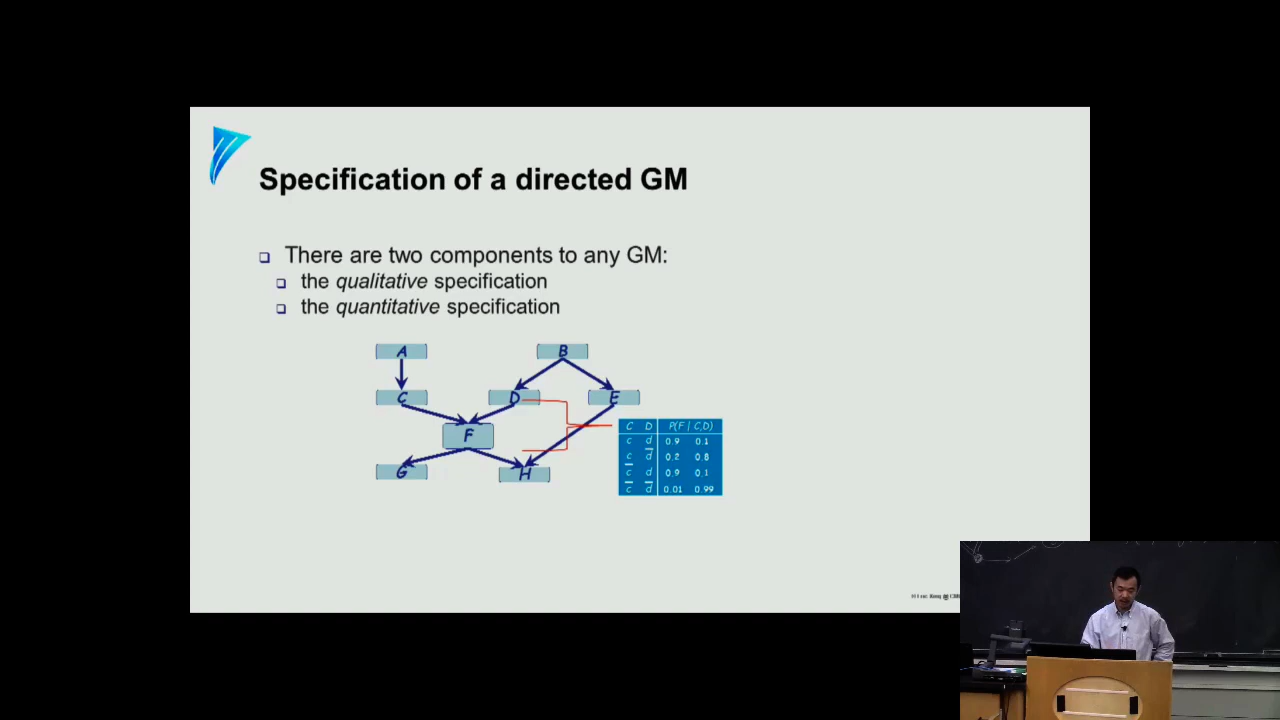 Specification of a directed GM
There are two components to any GM:
the qualitative specification
the quantitative specification
A B
C D E
F
G H
C D P(F | C,D)
c d 0.9 0.1
c d̅ 0.2 0.8
c̅ d 0.9 0.1
c̅ d̅ 0.01 0.99